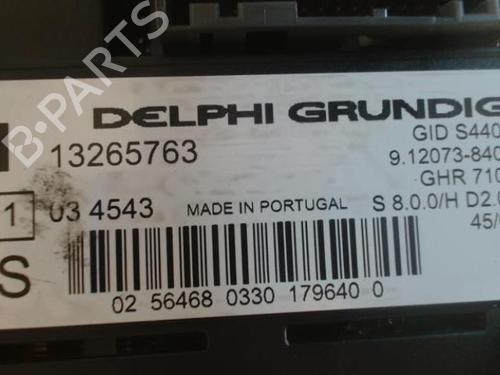 B-PARTS
DELPHI GRUNDIG
13265763
GID S440
9.12073-840
GHR 710
1
03 4543
MADE IN PORTUGAL
S 8.0.0/H D2.0
45/
S
02 56468 0330 179640 0